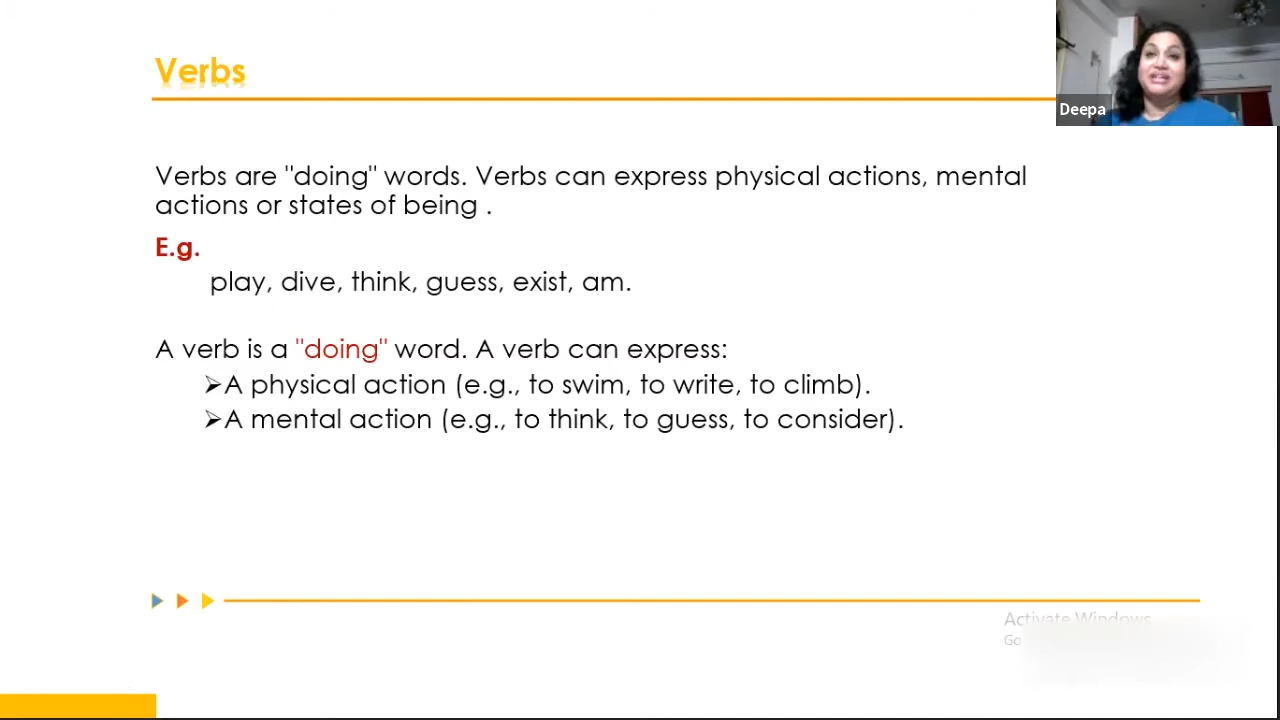 Verbs
Deepa
Verbs are "doing" words. Verbs can express physical actions, mental
actions or states of being .
E.g.
play, dive, think, guess, exist, am.
A verb is a "doing" word. A verb can express:
➢A physical action (e.g., to swim, to write, to climb).
➢A mental action (e.g., to think, to guess, to consider).
Activate Windows
Go